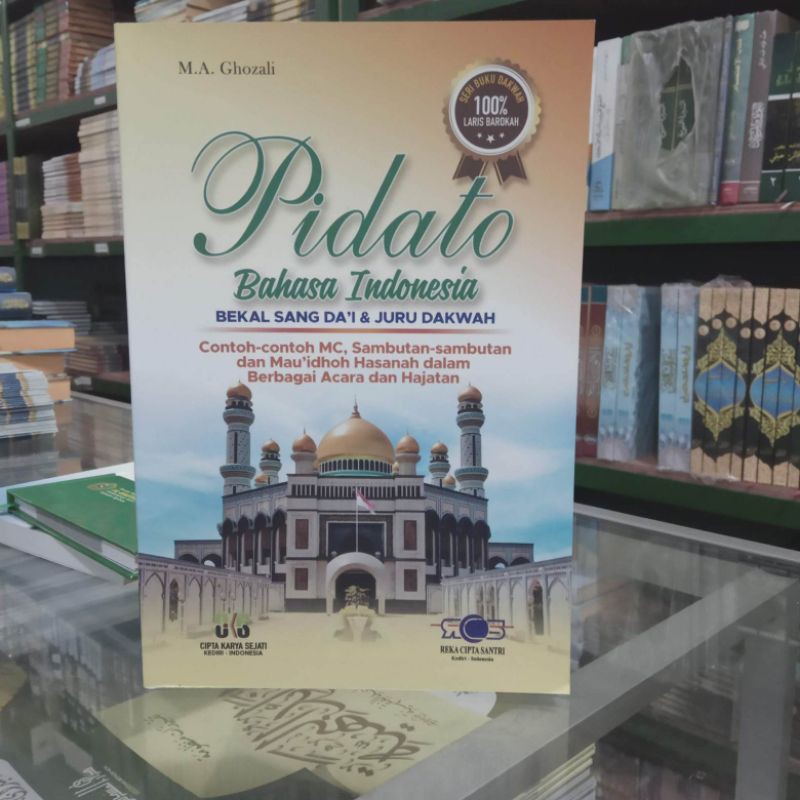 M.A. Ghozali
SERI BUKU DAKWAH
100%
LARIS BAROKAH
Pidato
Bahasa Indonesia
BEKAL SANG DA'I & JURU DAKWAH
Contoh-contoh MC, Sambutan-sambutan
dan Mau'idhoh Hasanah dalam
Berbagai Acara dan Hajatan
CIPTA KARYA SEJATI
KEDIRI - INDONESIA
RCS
REKA CIPTA SANTRI
Kediri - Indonesia